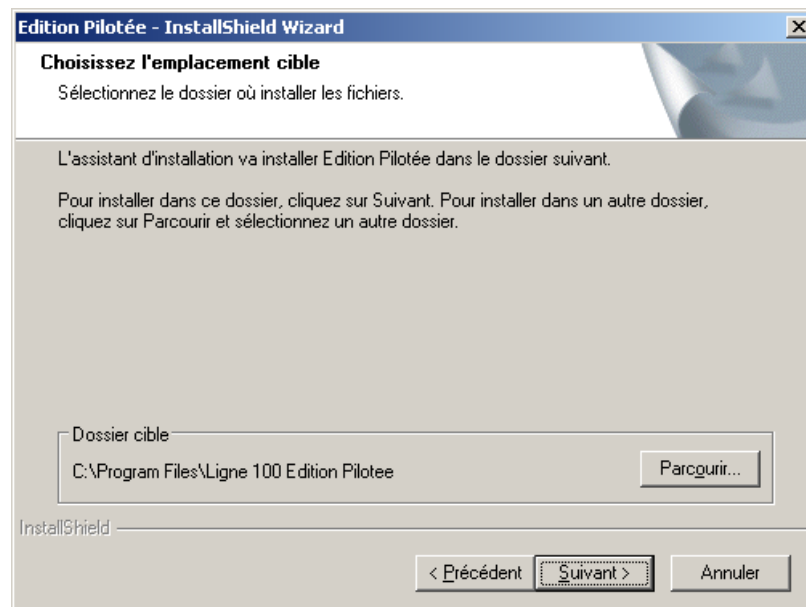 Edition Pilotée - InstallShield Wizard
Choisissez l'emplacement cible
Sélectionnez le dossier où installer les fichiers.
L'assistant d'installation va installer Edition Pilotée dans le dossier suivant.
Pour installer dans ce dossier, cliquez sur Suivant. Pour installer dans un autre dossier,
cliquez sur Parcourir et sélectionnez un autre dossier.
Dossier cible
C:\Program Files\Ligne 100 Edition Pilotee
Parcourir...
InstallShield
< Précédent
Suivant >
Annuler